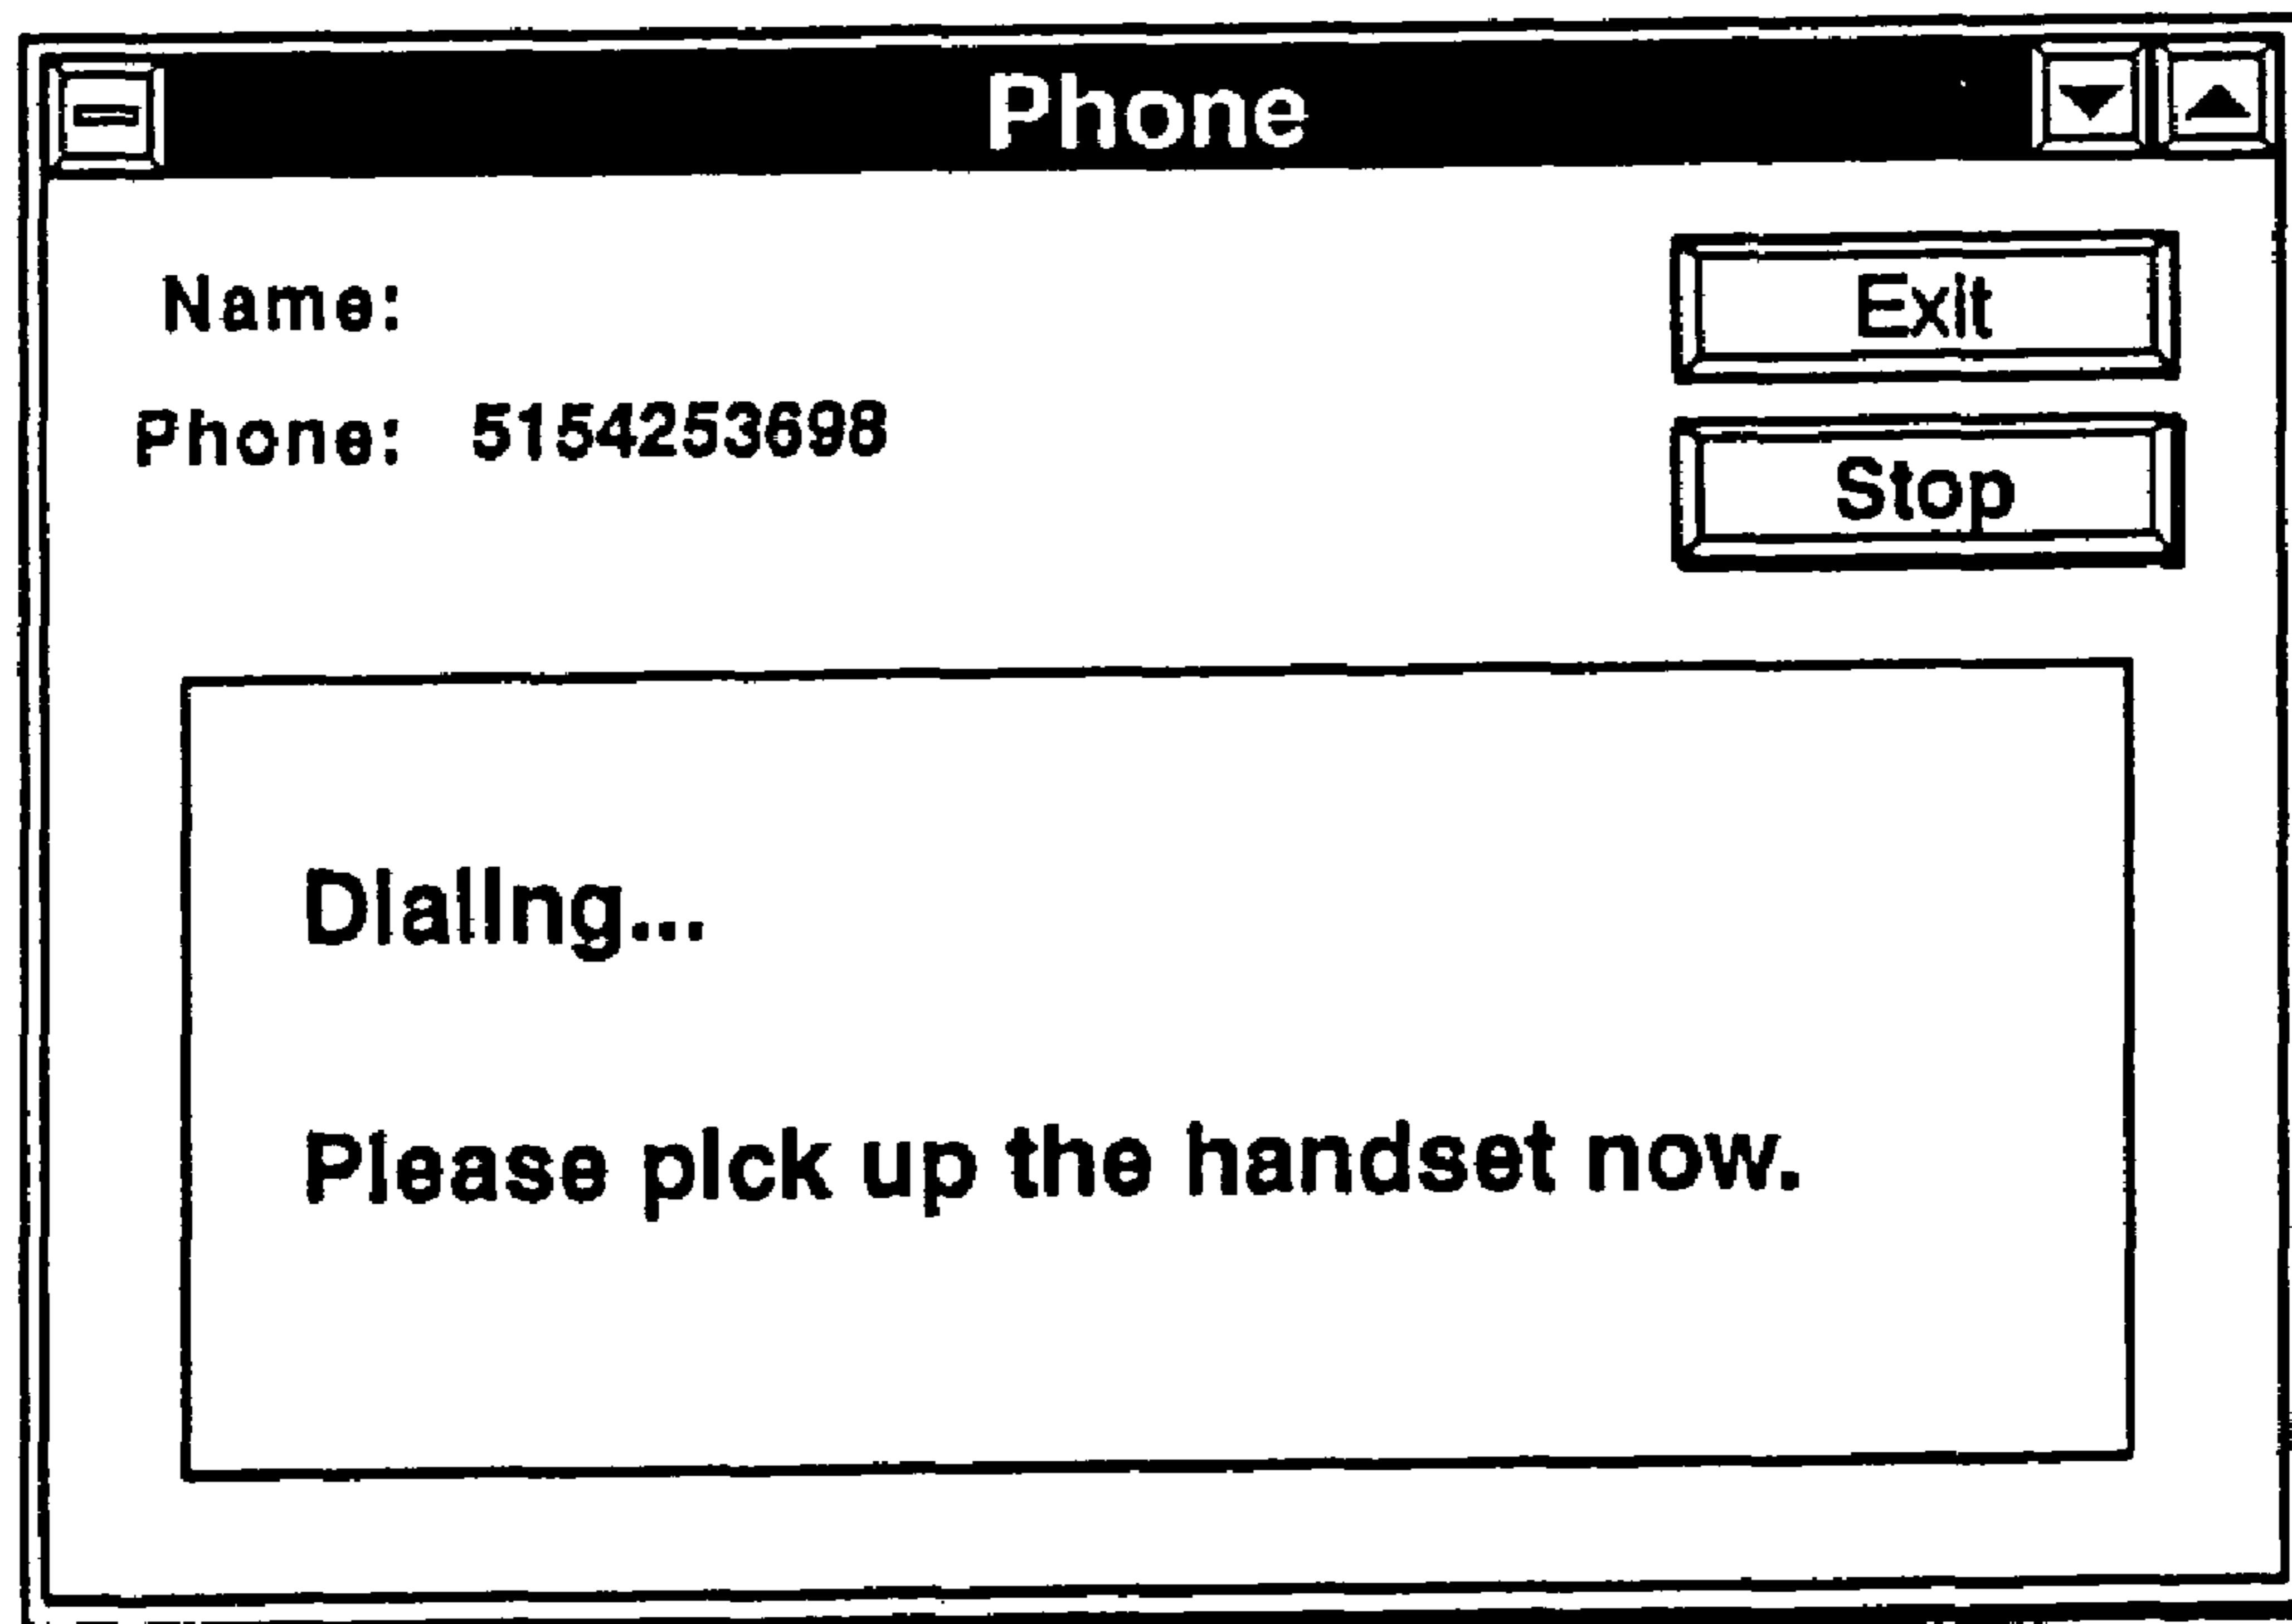 Phone
Name:
Exit
Phone: 5154253698
Stop
Dialing...
Please pick up the handset now.